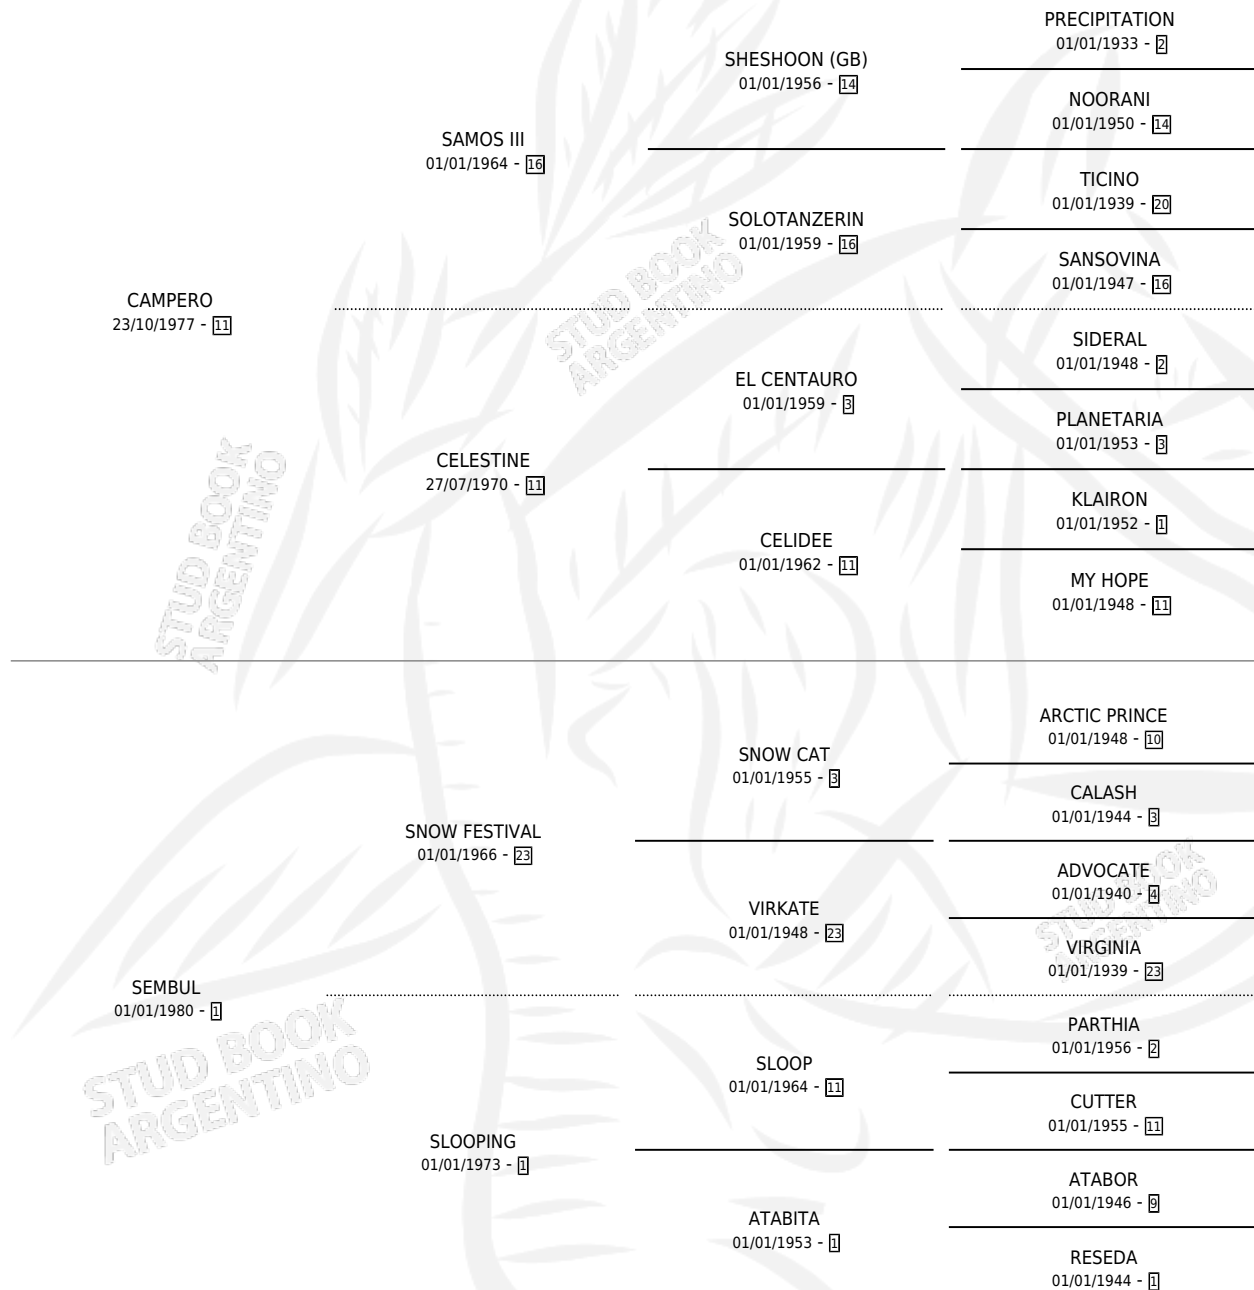 PRECIPITATION
01/01/1933 - 2
SHESHOON (GB)
01/01/1956 - 14
NOORANI
01/01/1950 - 14
SAMOS III
01/01/1964 - 16
TICINO
01/01/1939 - 20
SOLOTANZERIN
01/01/1959 - 16
SANSOVINA
01/01/1947 - 16
CAMPERO
23/10/1977 - 11
SIDERAL
01/01/1948 - 2
EL CENTAURO
01/01/1959 - 3
PLANETARIA
01/01/1953 - 3
CELESTINE
27/07/1970 - 11
KLAIRON
01/01/1952 - 1
CELIDEE
01/01/1962 - 11
MY HOPE
01/01/1948 - 11
ARCTIC PRINCE
01/01/1948 - 10
SNOW CAT
01/01/1955 - 3
CALASH
01/01/1944 - 3
SNOW FESTIVAL
01/01/1966 - 23
ADVOCATE
01/01/1940 - 4
VIRKATE
01/01/1948 - 23
VIRGINIA
01/01/1939 - 23
SEMBUL
01/01/1980 - 1
PARTHIA
01/01/1956 - 2
SLOOP
01/01/1964 - 11
CUTTER
01/01/1955 - 11
SLOOPING
01/01/1973 - 1
ATABOR
01/01/1946 - 9
ATABITA
01/01/1953 - 1
RESEDA
01/01/1944 - 1
STUD BOOK
ARGENTINO
STUD BOOK
ARGENTINO
STUD BOOK
ARGENTINO
STUD BOOK
ARGENTINO